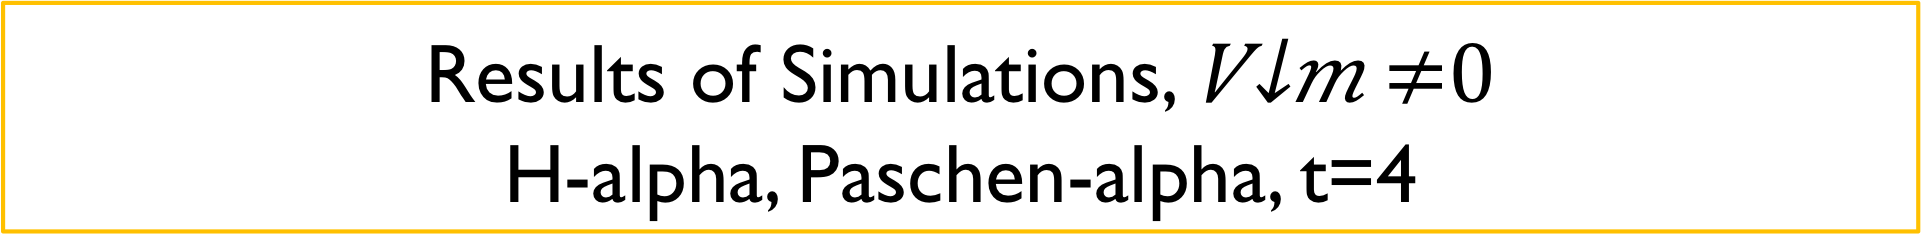 Results of Simulations, V↓m ≠0
H-alpha, Paschen-alpha, t=4